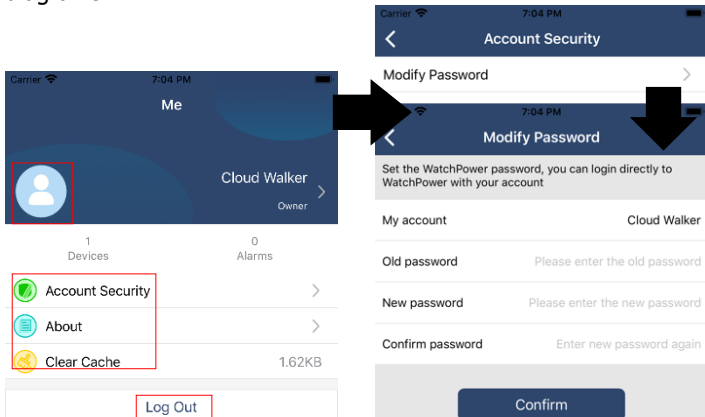 Carrier 7:04 PM
Me
Cloud Walker
Owner
1
Devices
0
Alarms
Account Security
About
Clear Cache 1.62KB
Log Out
Carrier 7:04 PM
Account Security
Modify Password
7:04 PM
Modify Password
Set the WatchPower password, you can login directly to
WatchPower with your account
My account Cloud Walker
Old password Please enter the old password
New password Please enter the new password
Confirm password Enter new password again
Confirm